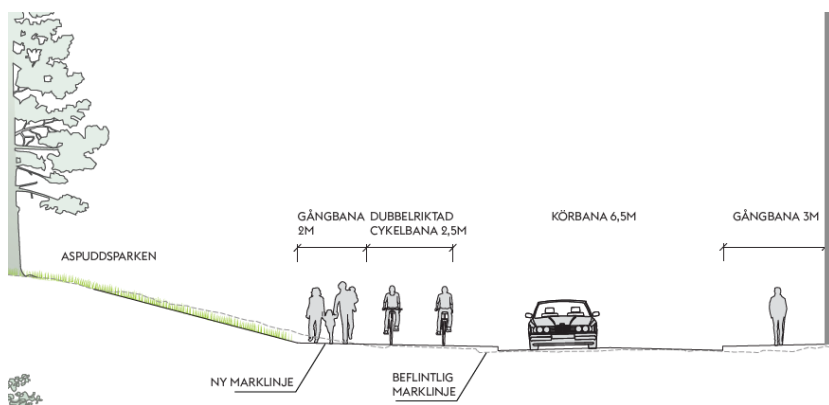 GÅNGBANA
2M
DUBBELRIKTAD
CYKELBANA 2,5M
KÖRBANA 6,5M
GÅNGBANA 3M
ASPUDDSPARKEN
NY MARKLINJE
BEFLINTLIG
MARKLINJE